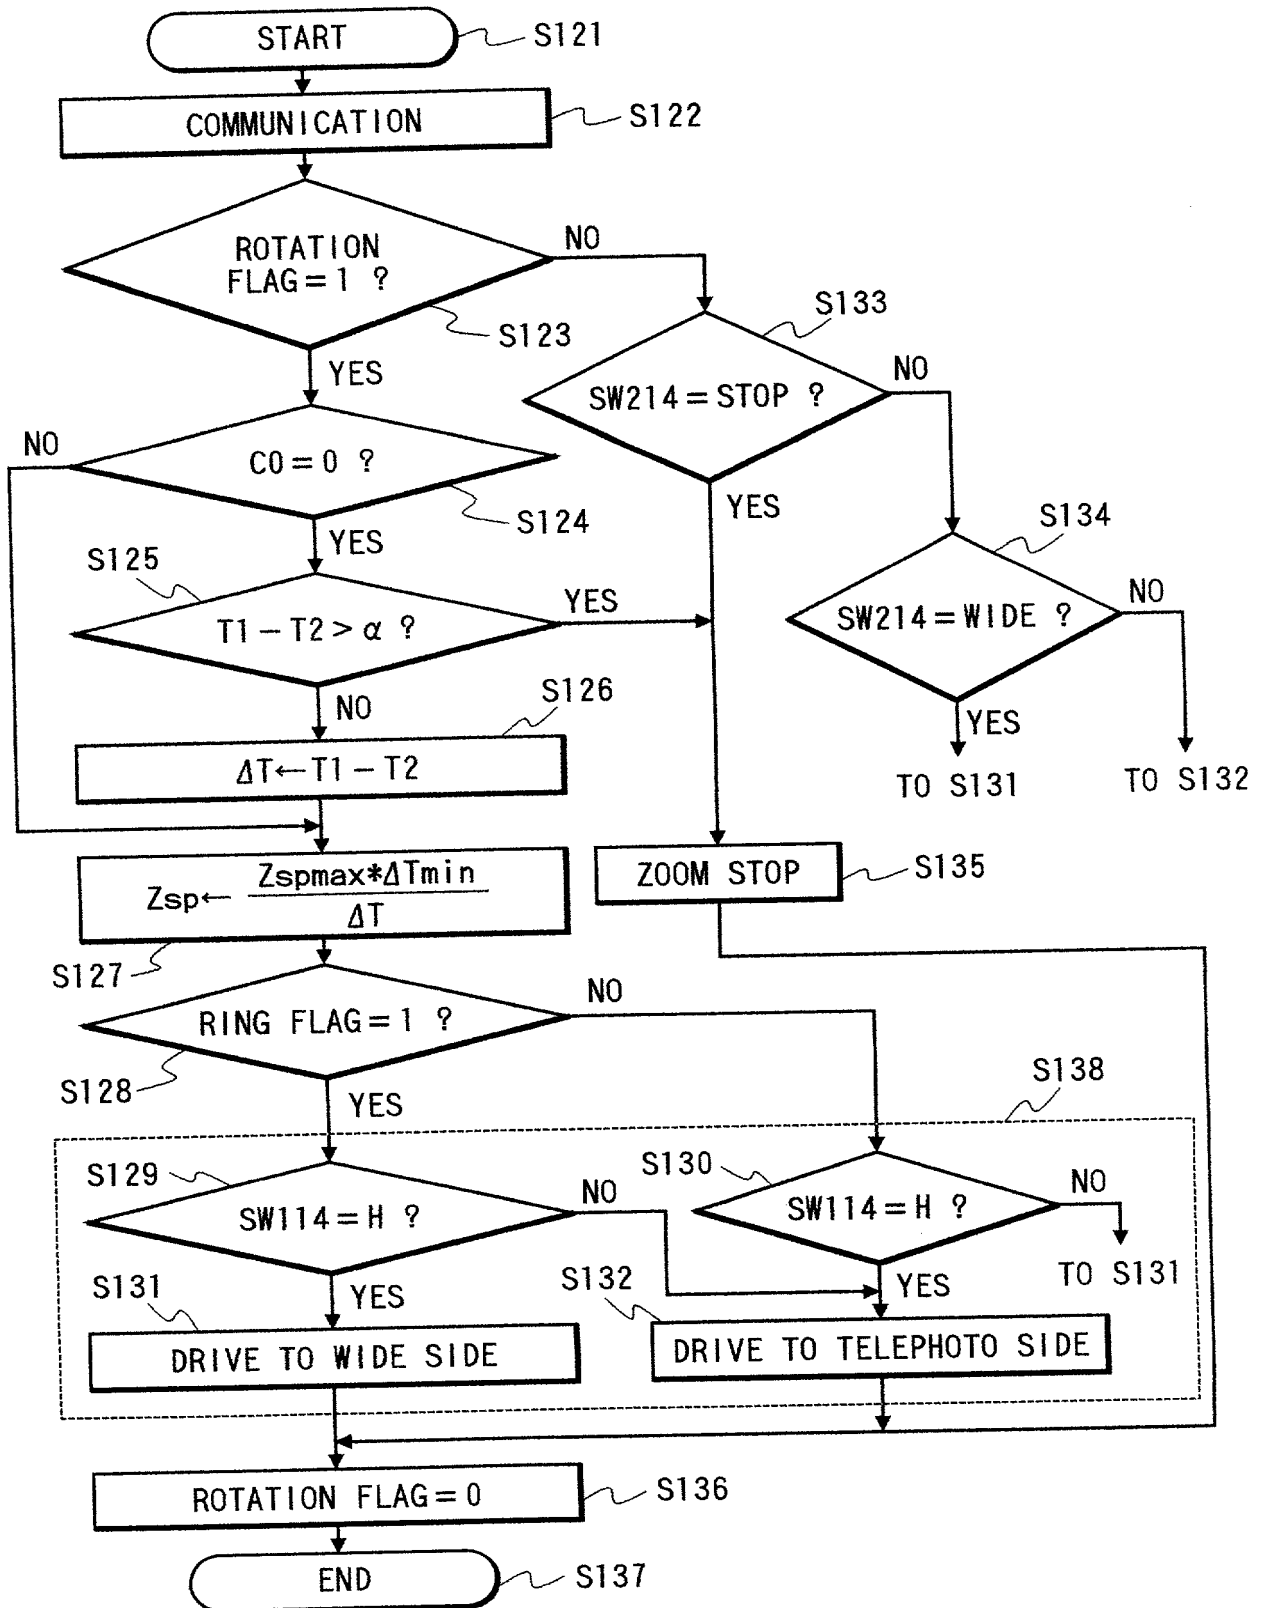 START
S121
COMMUNICATION
S122
ROTATION
FLAG=1 ?
NO
S123
YES
S133
SW214=STOP ?
NO
YES
NO
C0=0 ?
S124
YES
S134
SW214=WIDE ?
NO
YES
TO S131
TO S132
S125
T1-T2>α ?
YES
NO
S126
ΔT←T1-T2
Zsp← Zspmax*ΔTmin
ΔT
S127
ZOOM STOP
S135
RING FLAG=1 ?
NO
S128
YES
S138
S129
SW114=H ?
NO
YES
S130
SW114=H ?
NO
TO S131
YES
S131
DRIVE TO WIDE SIDE
S132
DRIVE TO TELEPHOTO SIDE
ROTATION FLAG=0
S136
END
S137